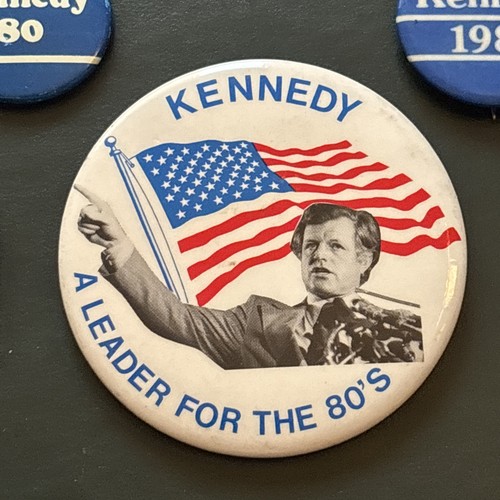 80
198
KENNEDY
A LEADER FOR THE 80'S